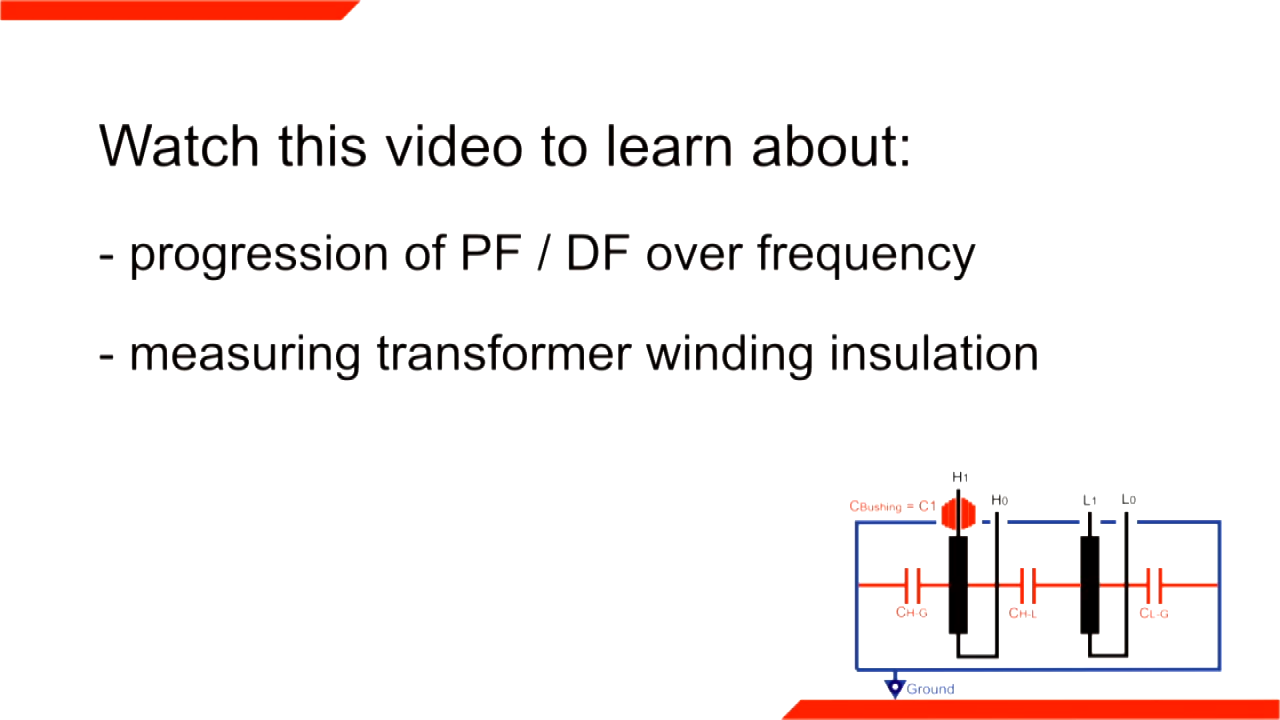 Watch this video to learn about:
- progression of PF / DF over frequency
- measuring transformer winding insulation
H1
CBushing = C1
H0
L1
L0
CH-G
CH-L
CL-G
Ground